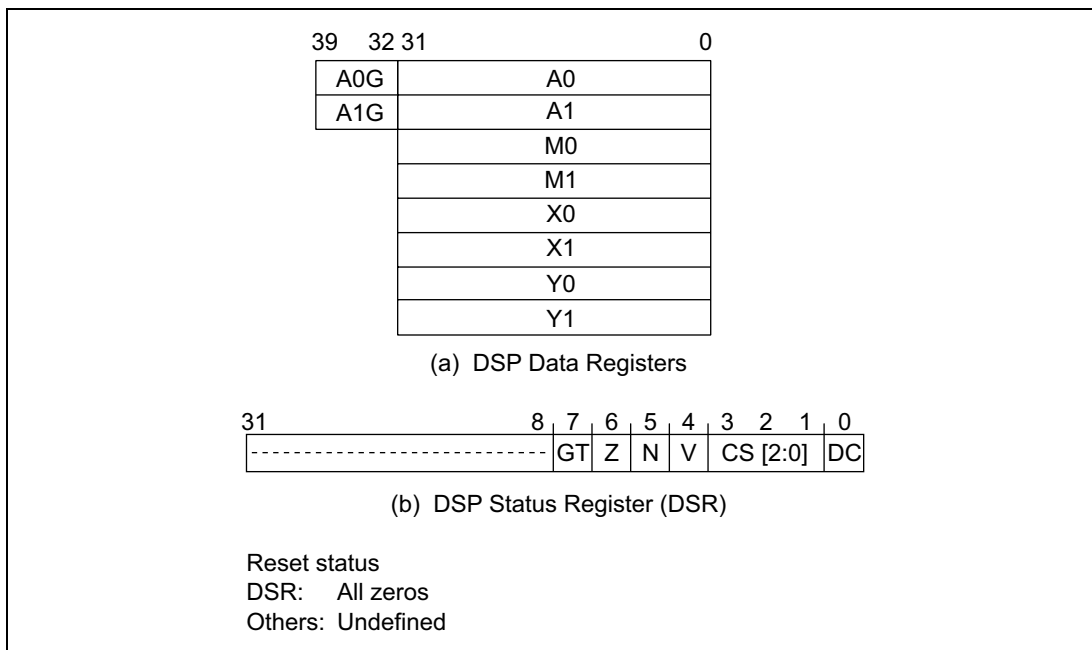 39 32 31 0
A0G A0
A1G A1
M0
M1
X0
X1
Y0
Y1
(a) DSP Data Registers
31 8 7 6 5 4 3 2 1 0
GT Z N V CS [2:0] DC
(b) DSP Status Register (DSR)
Reset status
DSR: All zeros
Others: Undefined